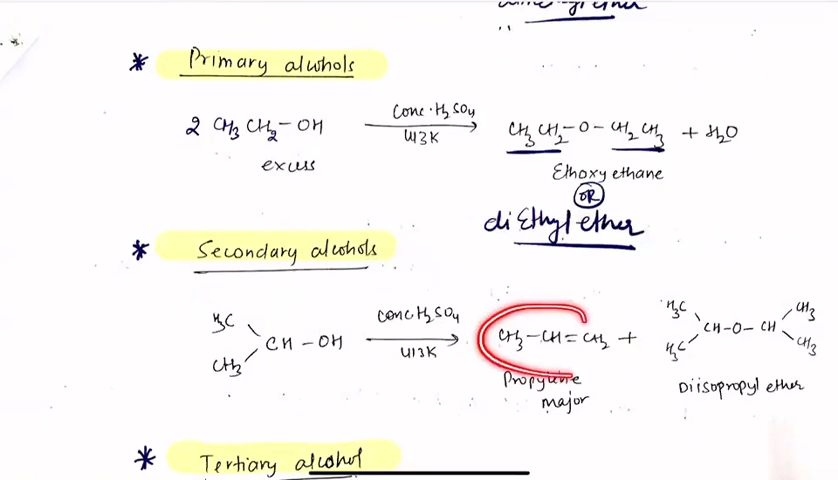 * Primary alcohols
2 CH3 CH2 – OH conc. H2SO4 413K CH3 CH2 – O – CH2 CH3 + H2O
excess
Ethoxy ethane
OR
diEthyl ether
* Secondary alcohols
H3C CH3 CH – OH conc H2SO4 413K CH3 – CH = CH2 + H3C H3C CH – O – CH CH3 CH3
Propylene major
Diisopropyl ether
* Tertiary alcohol